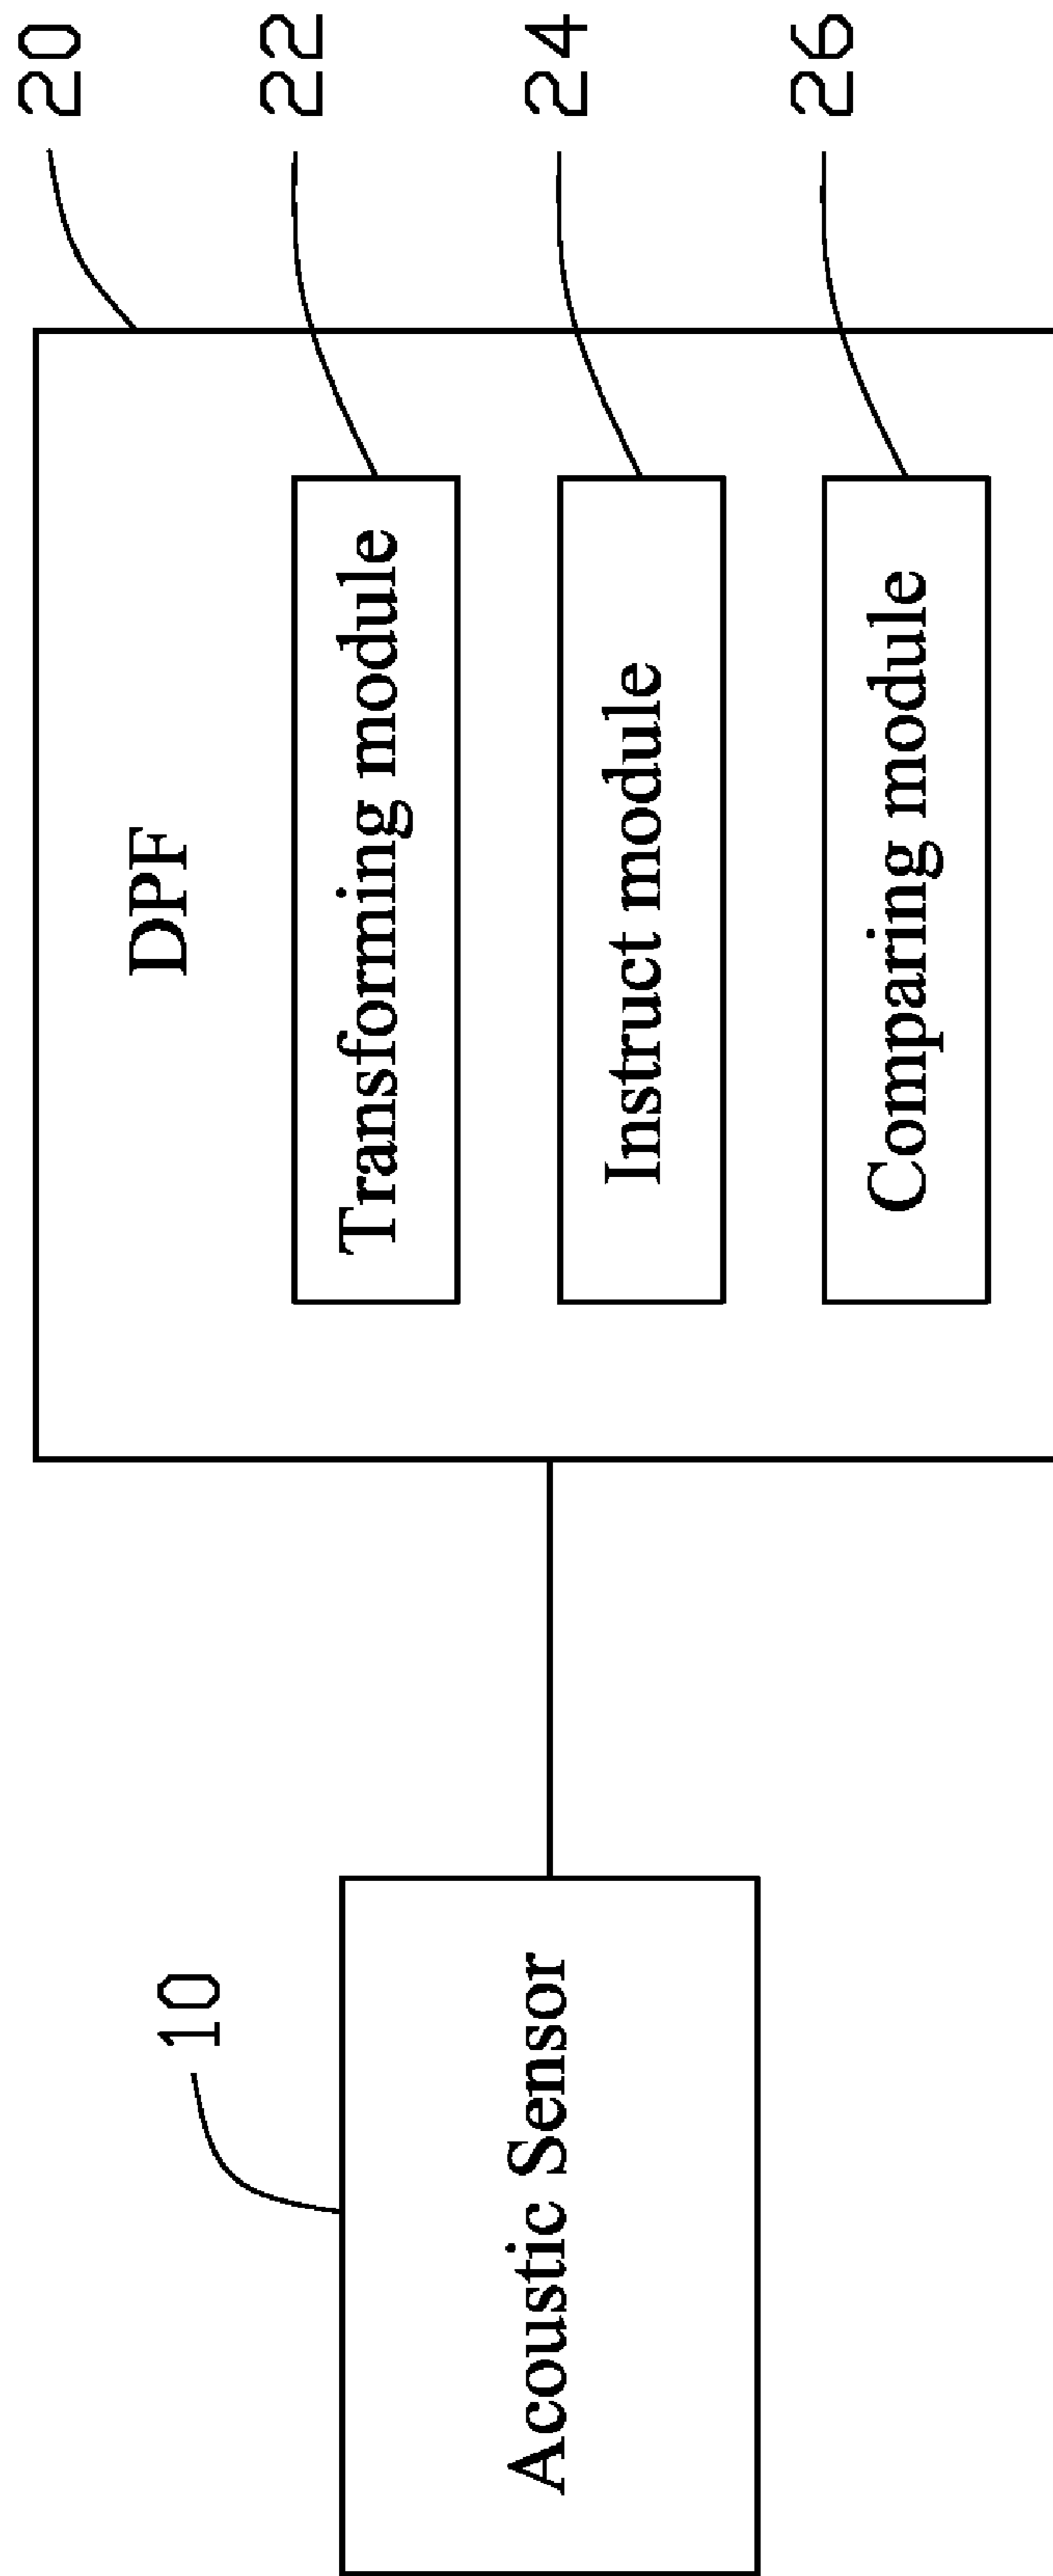 20
DPF
22
Transforming module
24
Instruct module
26
Comparing module
10
Acoustic Sensor